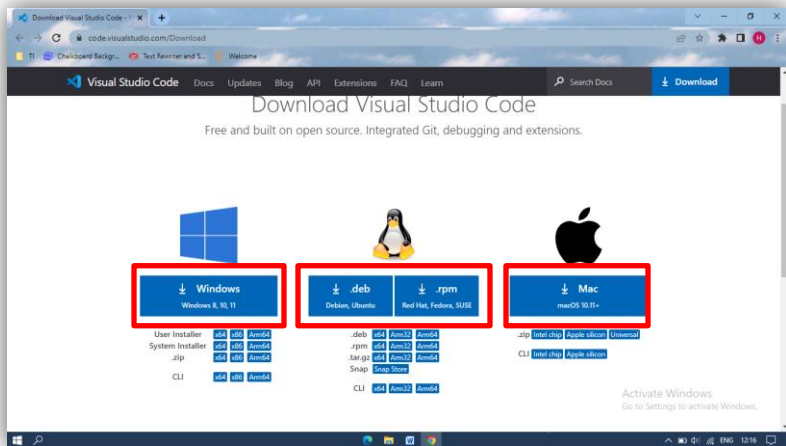 Download Visual Studio Code -
code.visualstudio.com/Download
TI Chalkboard Backgr... Text Rewriter and S... Welcome
Visual Studio Code Docs Updates Blog API Extensions FAQ Learn Search Docs Download
Download Visual Studio Code
Free and built on open source. Integrated Git, debugging and extensions.
Windows
Windows 8, 10, 11
.deb
Debian, Ubuntu
.rpm
Red Hat, Fedora, SUSE
Mac
macOS 10.11+
User Installer x64 x86 Arm64
System Installer x64 x86 Arm64
.zip x64 x86 Arm64
CLI x64 x86 Arm64
.deb x64 Arm32 Arm64
.rpm x64 Arm32 Arm64
.tar.gz x64 Arm32 Arm64
Snap Snap Store
CLI x64 Arm32 Arm64
.zip Intel chip Apple silicon Universal
CLI Intel chip Apple silicon
Activate Windows
Go to Settings to activate Windows.
H
W
ENG 12:16